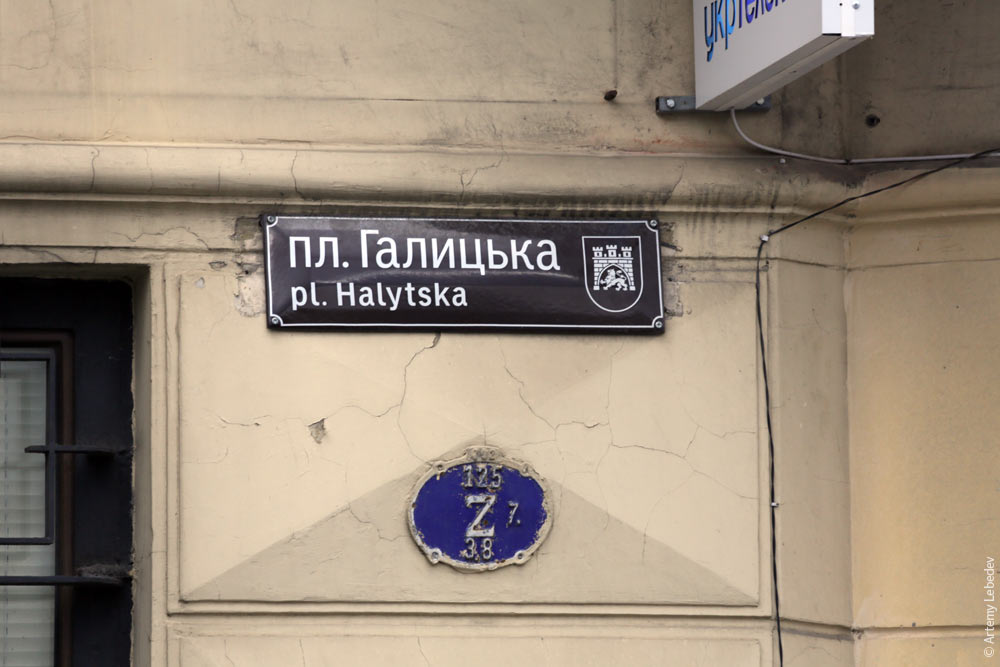 пл. Галицька
pl. Halytska
125
Z 7.
38
© Artemy Lebedev